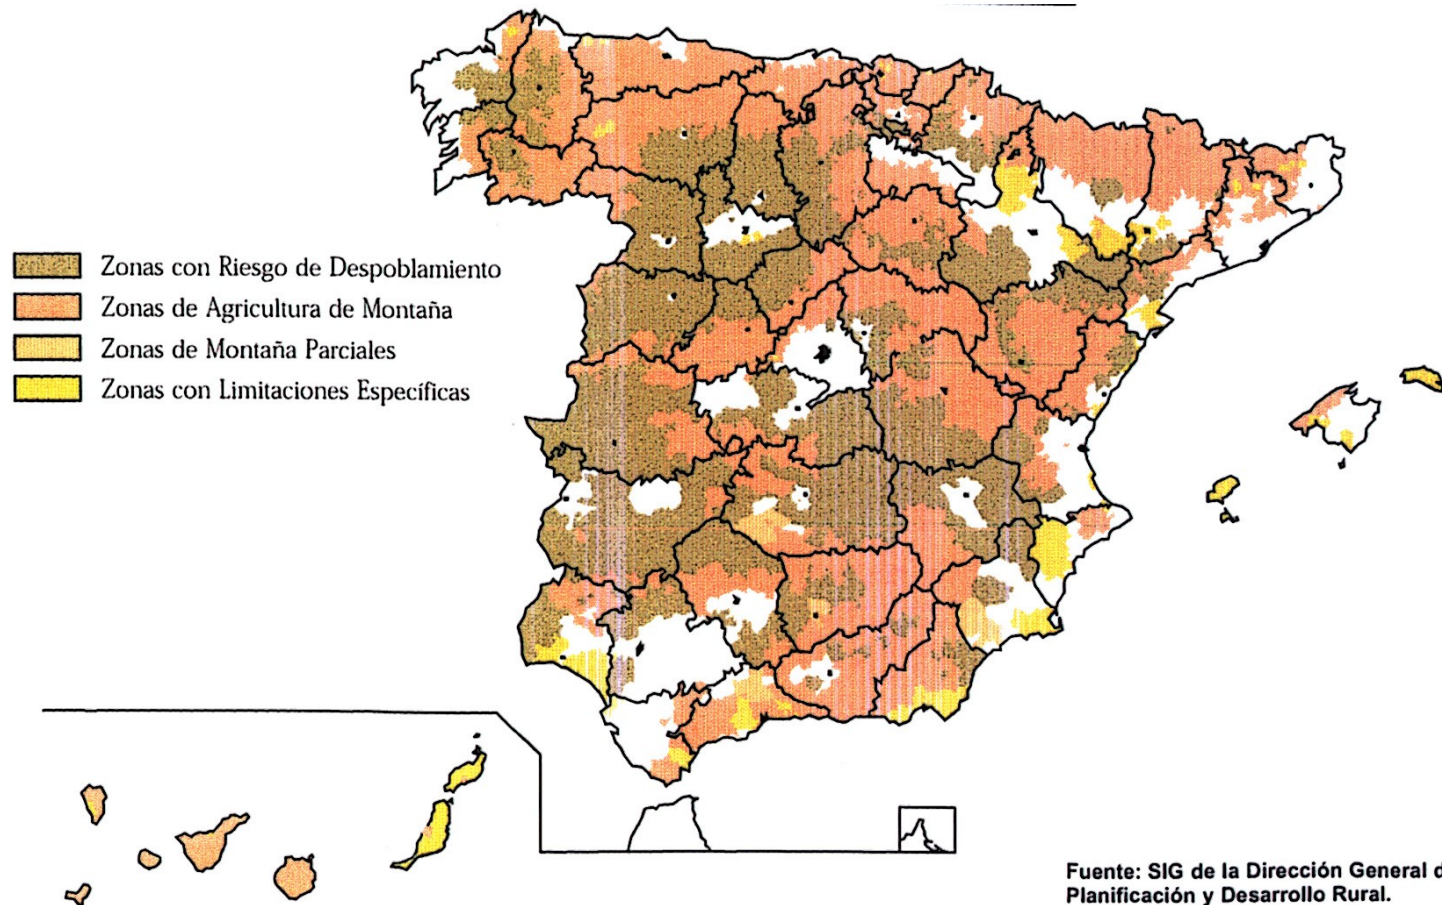 Zonas con Riesgo de Despoblamiento
Zonas de Agricultura de Montaña
Zonas de Montaña Parciales
Zonas con Limitaciones Específicas
Fuente: SIG de la Dirección General d
Planificación y Desarrollo Rural.